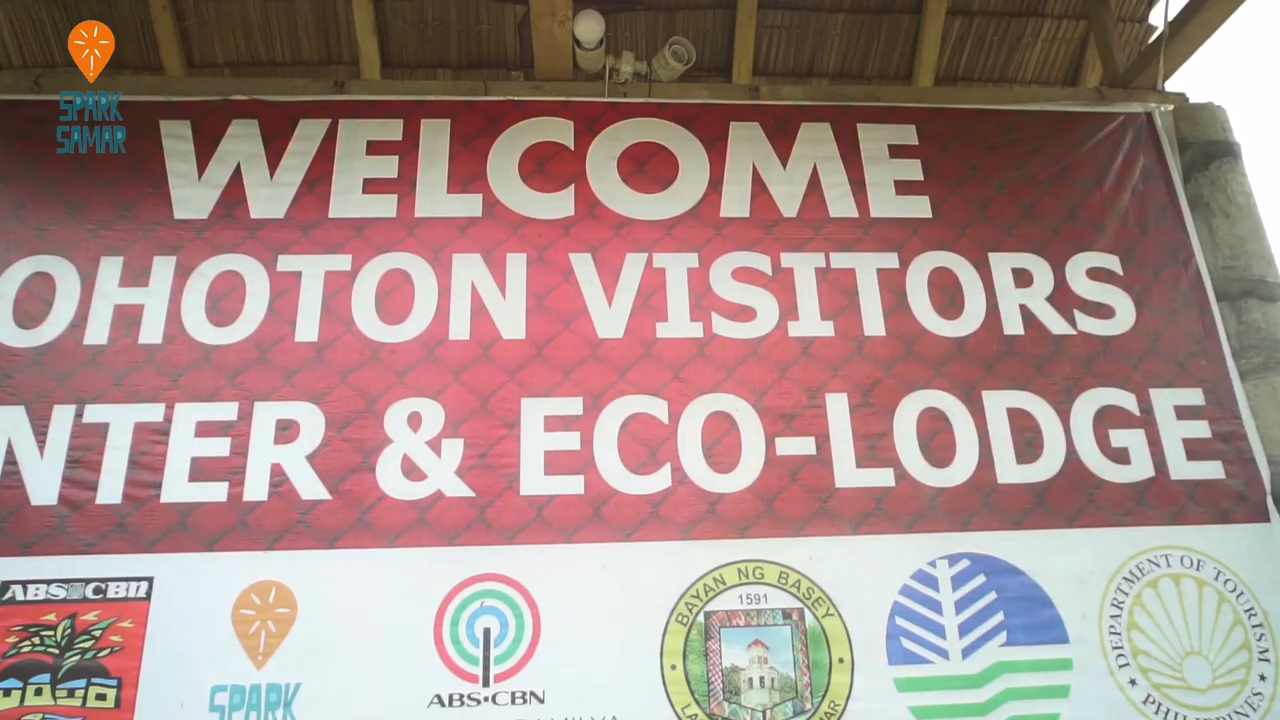 SPARK
SAMAR
WELCOME
OHOTON VISITORS
NTER & ECO-LODGE
ABS-CBN
SPARK
ABS-CBN
BAYAN NG BASEY
1591
DEPARTMENT OF TOURISM
PHILIPPINES